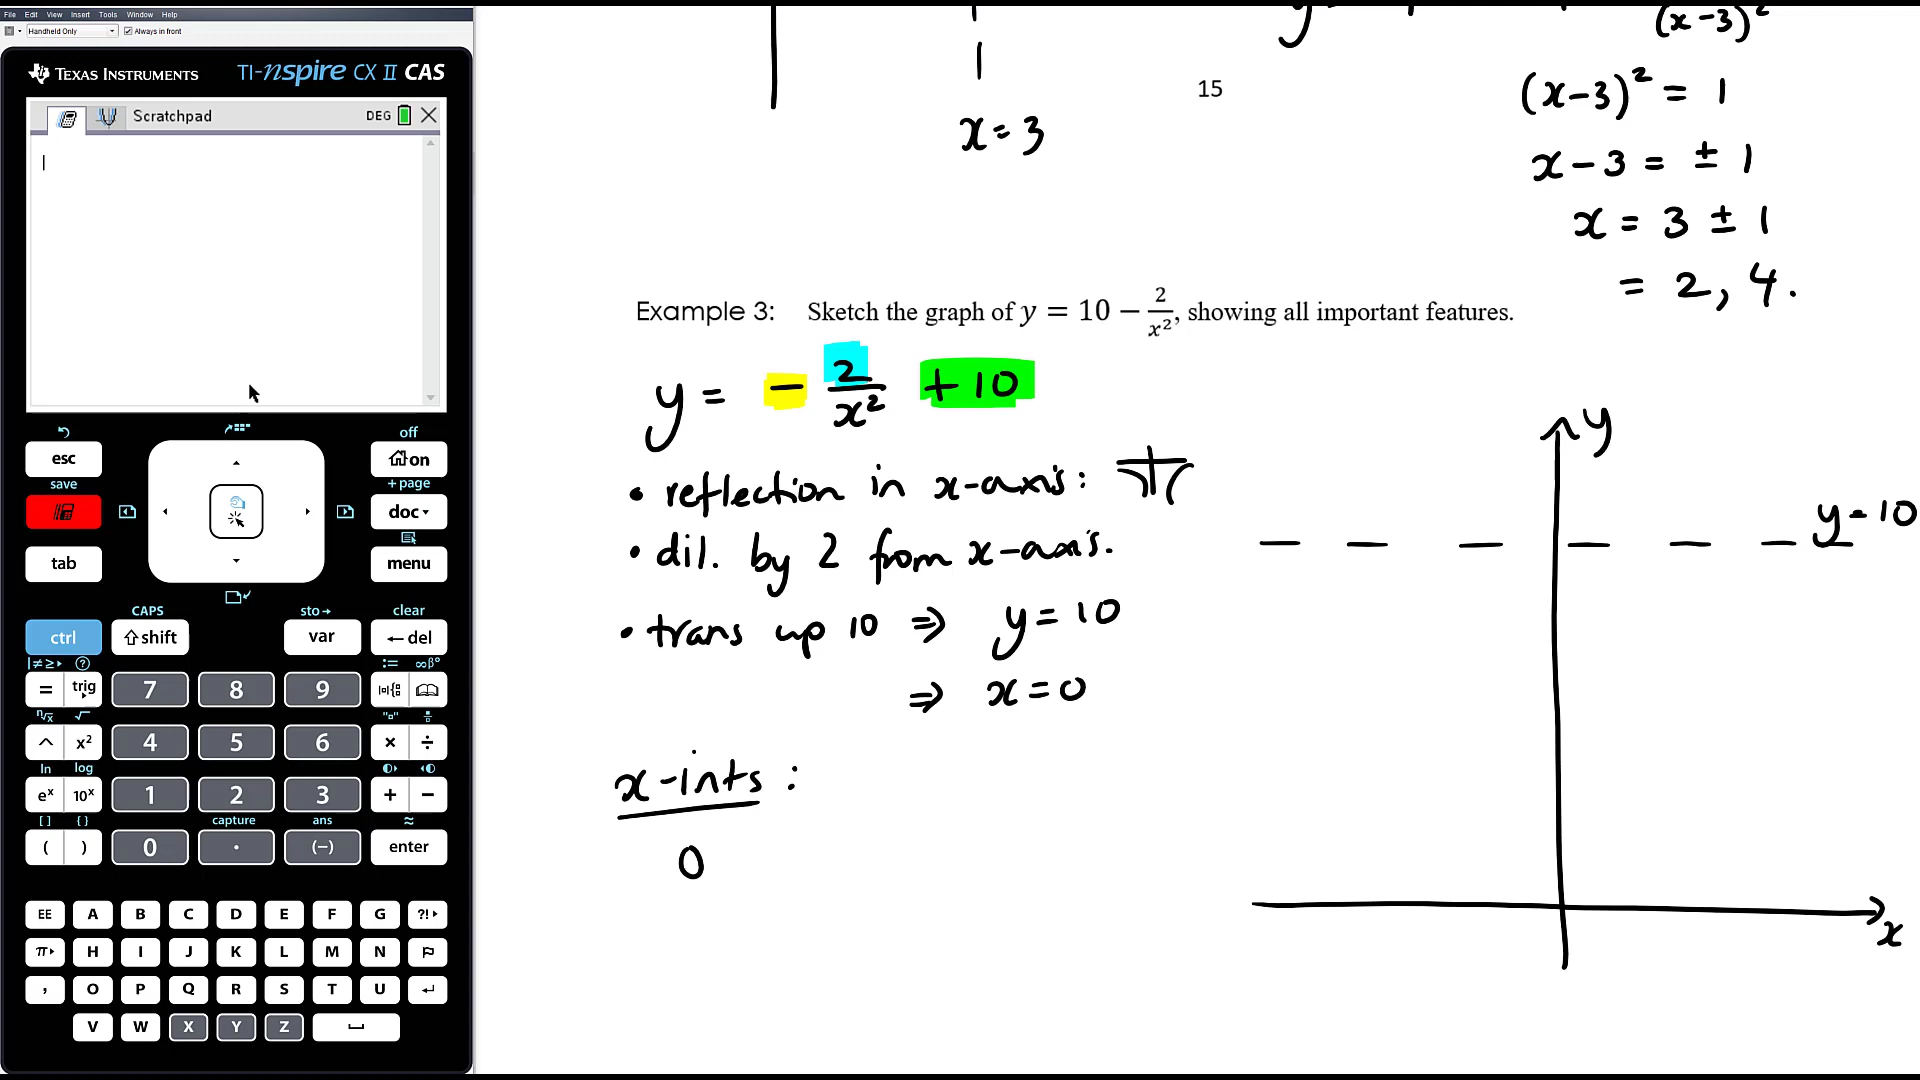 File Edit View Insert Tools Window Help
Handheld Only Always in front
TEXAS INSTRUMENTS TI-nspire CX II CAS
Scratchpad DEG
off
esc on
save + page
doc
tab menu
CAPS sto→ clear
ctrl ⇧shift var ←del
|≠≥▸ ? := ∞β°
= trig 7 8 9
ⁿ√x √ "▫"
^ x² 4 5 6 × ÷
ln log
eˣ 10ˣ 1 2 3 + −
[ ] { } capture ans ≈
( ) 0 . (−) enter
EE A B C D E F G ?!▸
π▸ H I J K L M N
, O P Q R S T U ↵
V W X Y Z
1
x = 3
15
y =
(x-3)²
(x-3)² = 1
x-3 = ± 1
x = 3 ± 1
= 2, 4.
Example 3: Sketch the graph of y = 10 − 2/x², showing all important features.
y = - 2/x² + 10
• reflection in x-axis:
• dil. by 2 from x-axis.
• trans up 10 ⇒ y = 10
⇒ x = 0
x-ints :
0
y
y = 10
x